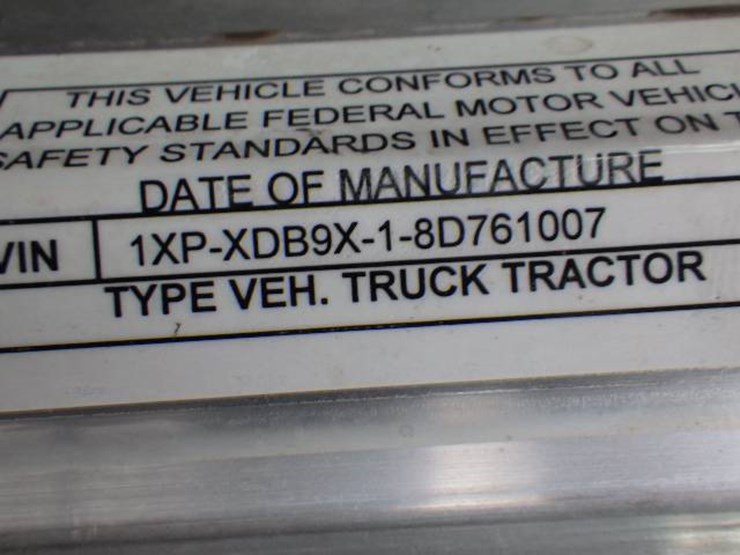 THIS VEHICLE CONFORMS TO ALL
APPLICABLE FEDERAL MOTOR
SAFETY STANDARDS IN EFFECT ON
DATE OF MANUFACTURE
VIN 1XP-XDB9X-1-8D761007
TYPE VEH. TRUCK TRACTOR